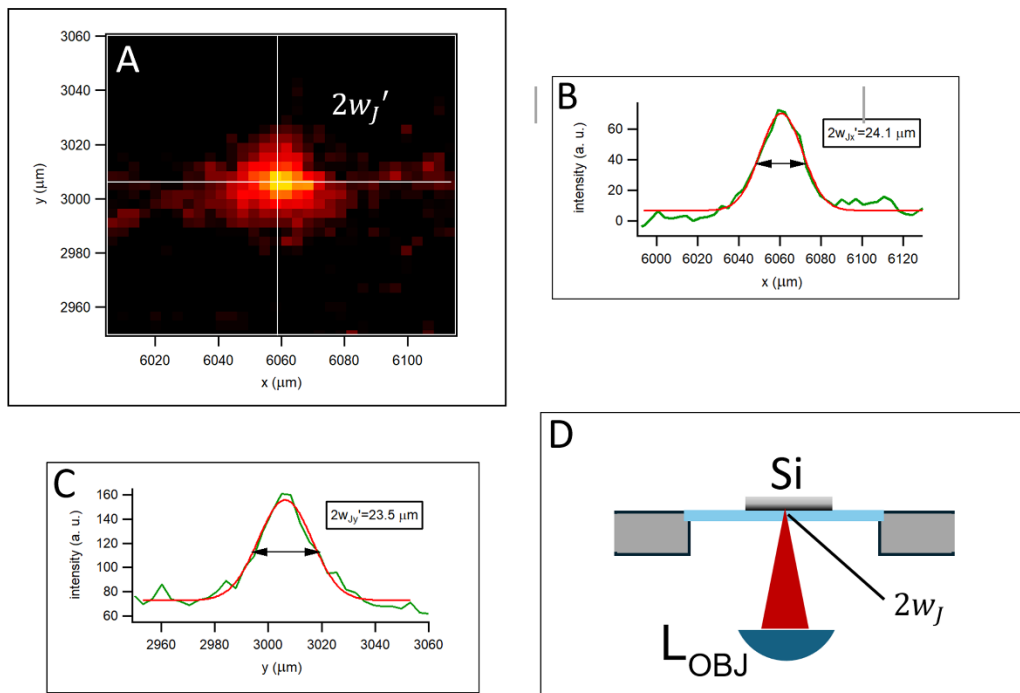 A
2w_J′
3060
3040
3020
3000
2980
2960
y (μm)
6020 6040 6060 6080 6100
x (μm)
B
2w_Jx'=24.1 μm
60
40
20
0
intensity (a. u.)
6000 6020 6040 6060 6080 6100 6120
x (μm)
C
2w_Jy'=23.5 μm
160
140
120
100
80
60
intensity (a. u.)
2960 2980 3000 3020 3040 3060
y (μm)
D
Si
2w_J
L_OBJ